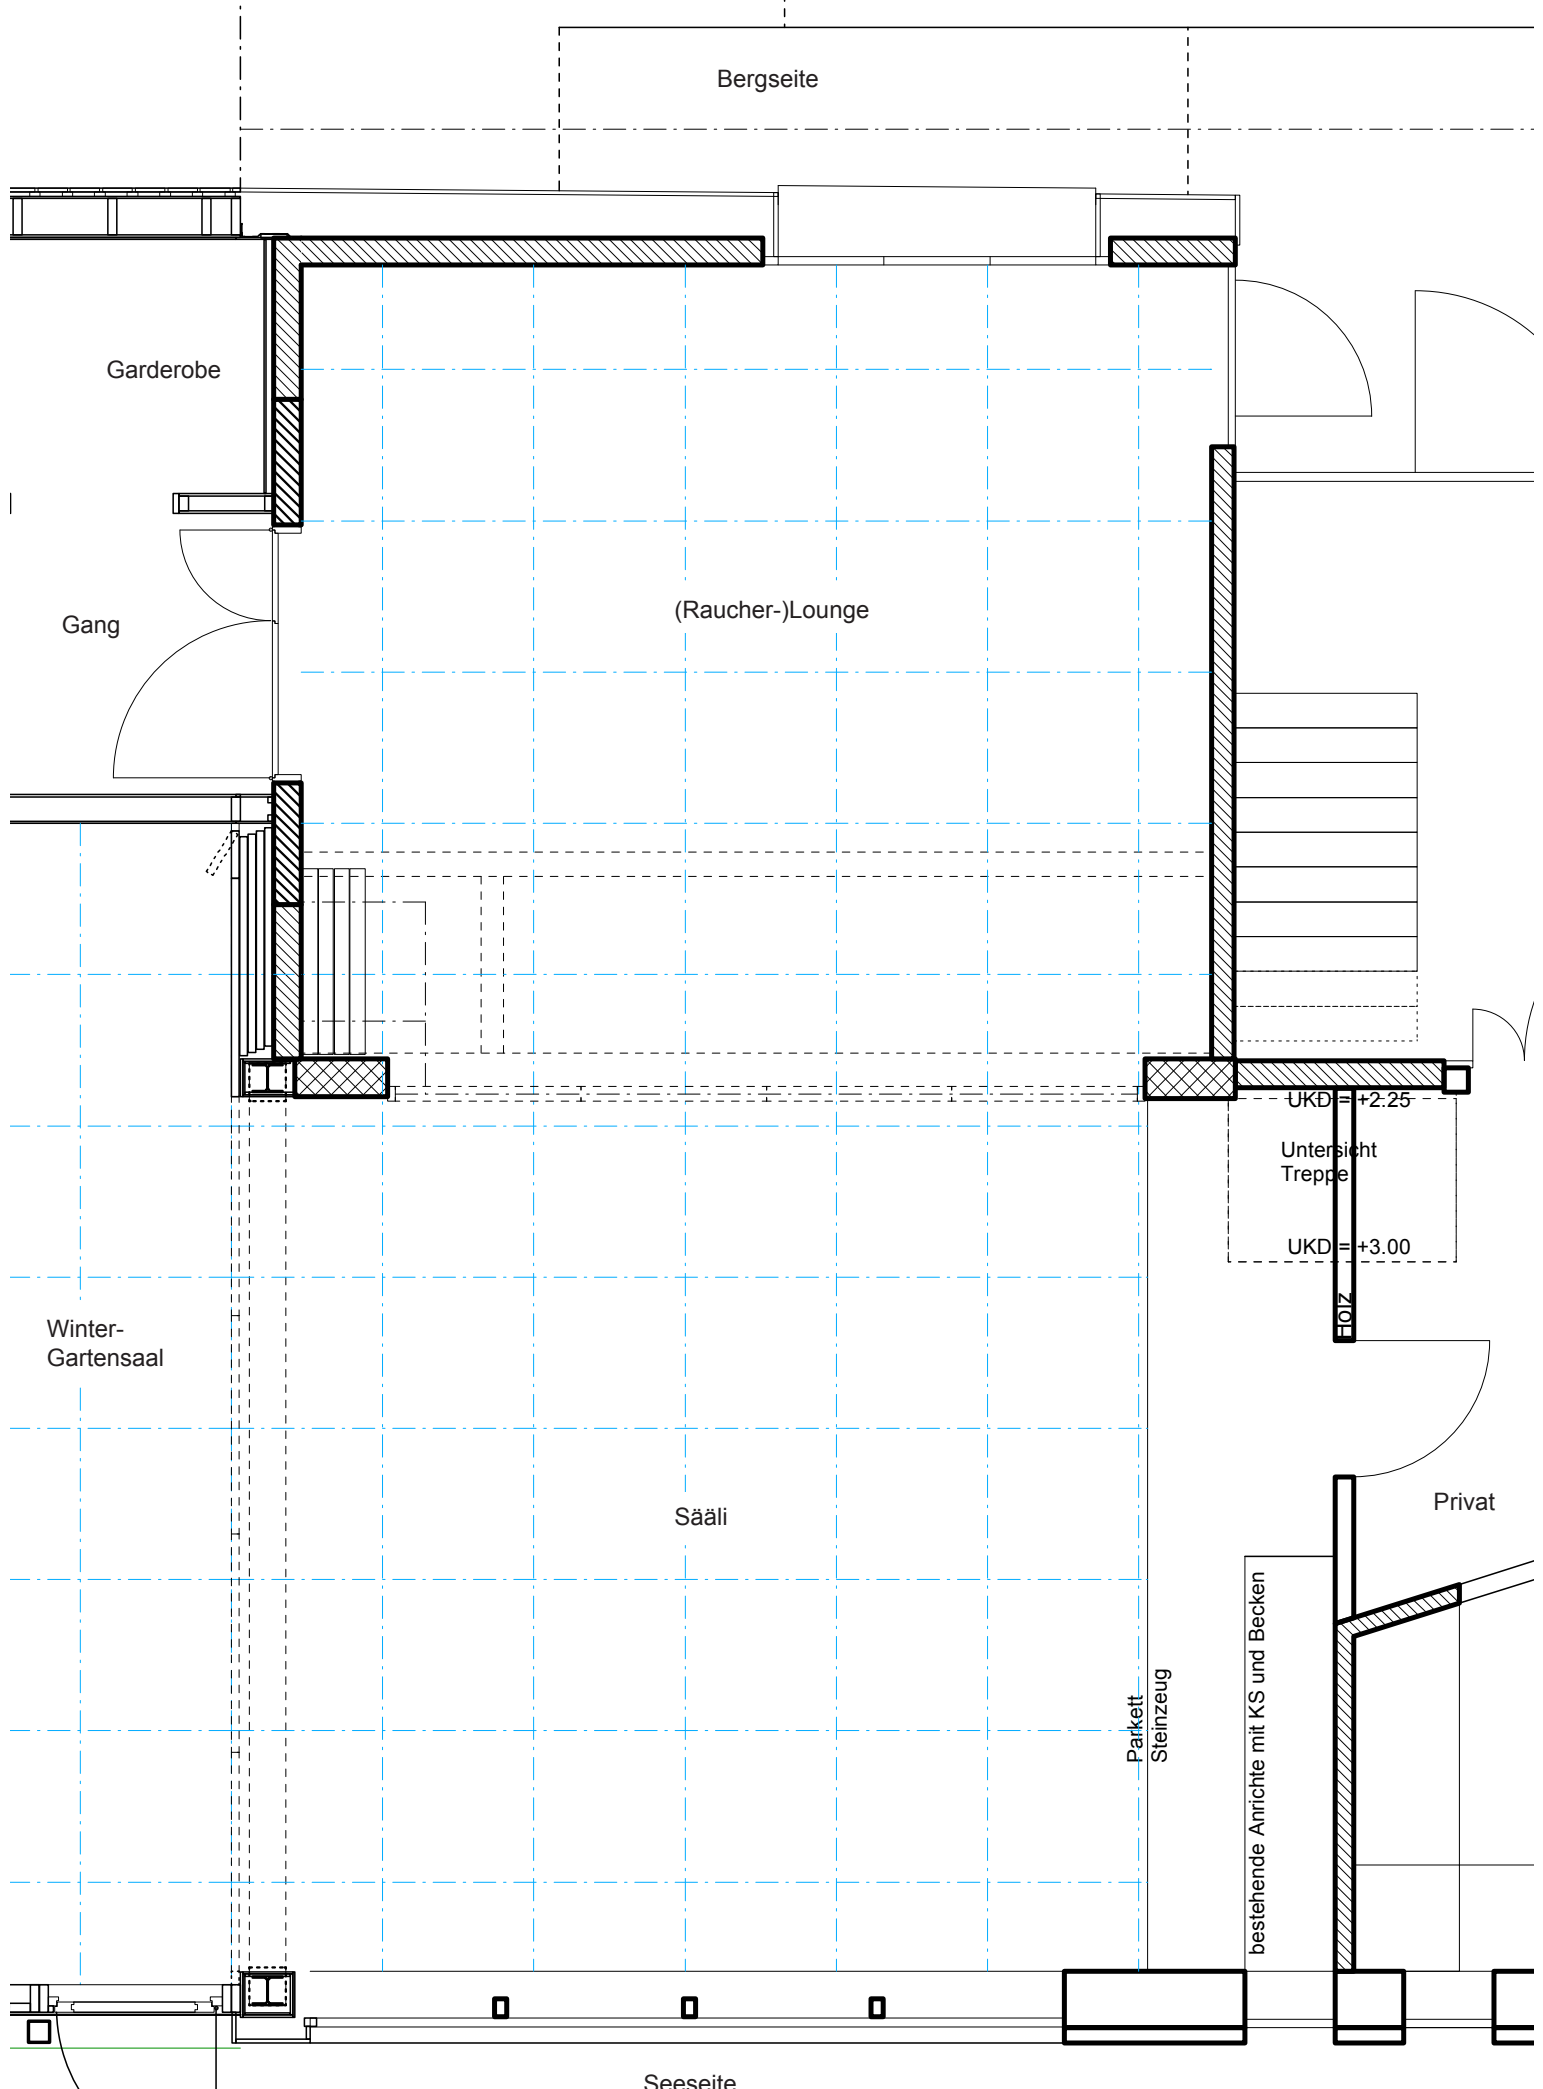 Bergseite
Garderobe
(Raucher-)Lounge
Gang
UKD = +2.25
Untersicht
Treppe
UKD = +3.00
Holz
Winter-
Gartensaal
Privat
Sääli
bestehende Anrichte mit KS und Becken
Parkett
Steinzeug
Seeseite